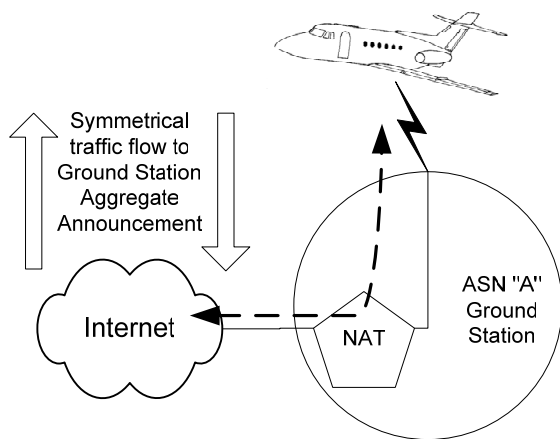 Symmetrical
traffic flow to
Ground Station
Aggregate
Announcement
Internet
NAT
ASN "A"
Ground
Station